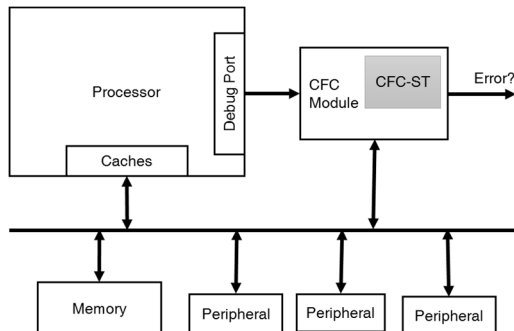 Processor
Debug Port
Caches
CFC
Module
CFC-ST
Error?
Memory
Peripheral
Peripheral
Peripheral